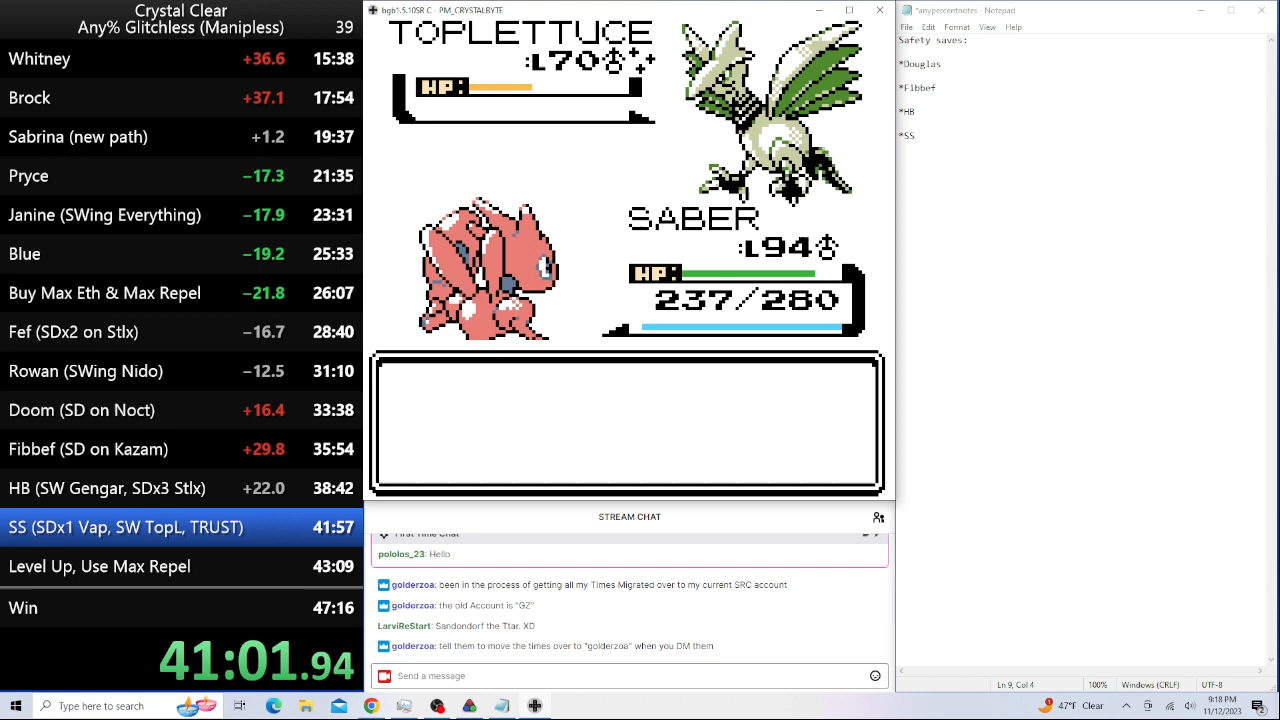 Crystal Clear
Any% Glitchless (Manipless) 39
Whitney +36.6 15:38
Brock +37.1 17:54
Sabrina (new path) +1.2 19:37
Pryce −17.3 21:35
Janine (SWing Everything) −17.9 23:31
Blue −19.2 25:33
Buy Max Eth & Max Repel −21.8 26:07
Fef (SDx2 on Stlx) −16.7 28:40
Rowan (SWing Nido) −12.5 31:10
Doom (SD on Noct) +16.4 33:38
Fibbef (SD on Kazam) +29.8 35:54
HB (SW Gengar, SDx3 Stlx) +22.0 38:42
SS (SDx1 Vap, SW TopL, TRUST) 41:57
Level Up, Use Max Repel 43:09
Win 47:16
41:01.94
bgb1.5.10SR C - PM_CRYSTALBYTE
TOPLETTUCE
:L70♂
HP:
SABER
:L94♂
HP:
237/280
STREAM CHAT
First Time Chat
pololos_23: Hello
golderzoa: been in the process of getting all my Times Migrated over to my current SRC account
golderzoa: the old Account is "GZ"
LarviReStart: Sandondorf the Ttar. XD
golderzoa: tell them to move the times over to "golderzoa" when you DM them
Send a message
*anypercentnotes - Notepad
File Edit Format View Help
Safety saves:
*Douglas
*Fibbef
*HB
*SS
Ln 9, Col 4 100% Windows (CRLF) UTF-8
Type here to search
47°F Clear
9:18 PM
11/12/2023
2